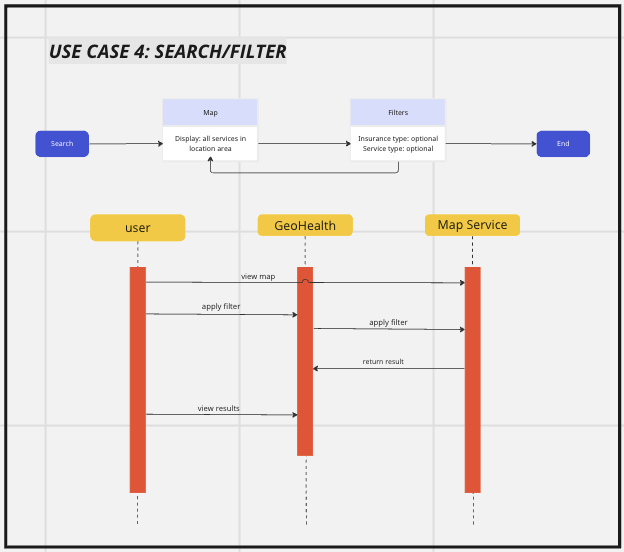 USE CASE 4: SEARCH/FILTER
Map
Filters
Search
Display: all services in
location area
Insurance type: optional
Service type: optional
End
user
GeoHealth
Map Service
view map
apply filter
apply filter
return result
view results